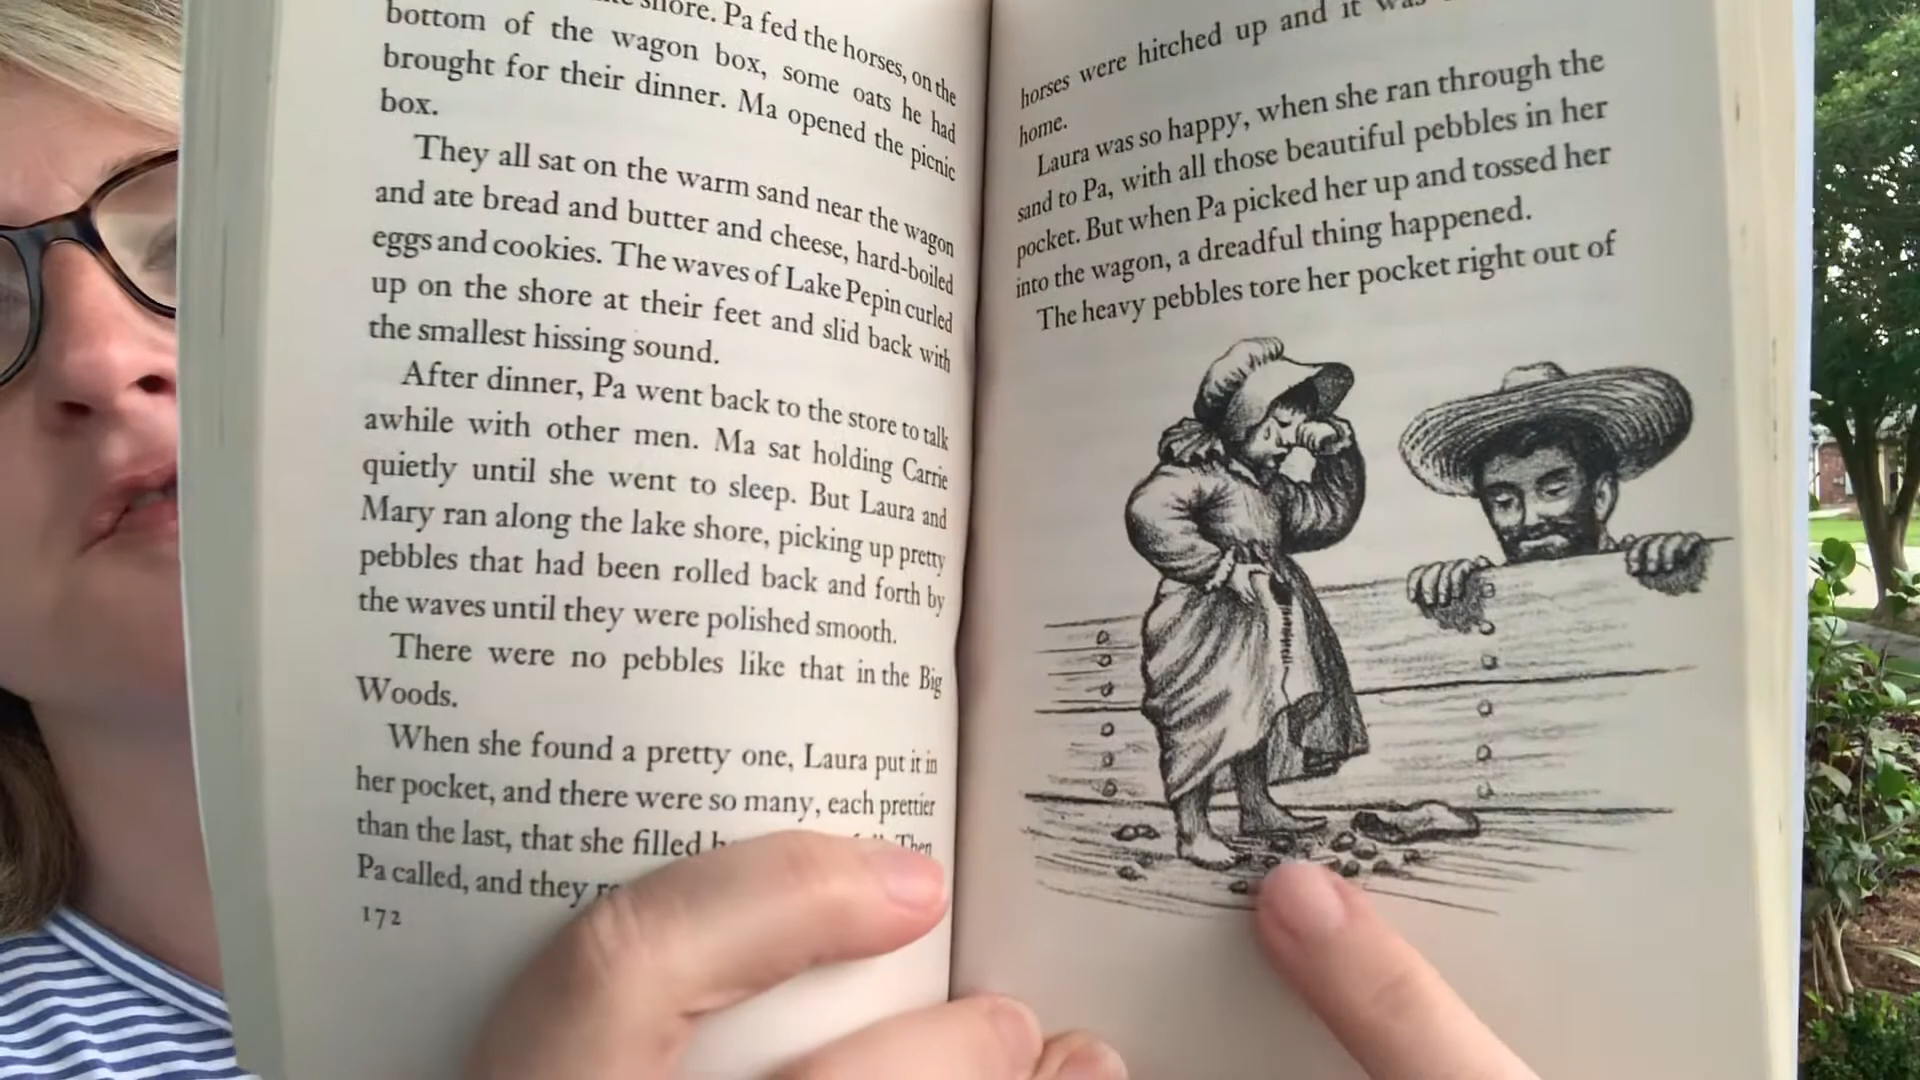 shore. Pa fed the horses, on the
bottom of the wagon box, some oats he had
brought for their dinner. Ma opened the picnic
box.
They all sat on the warm sand near the wagon
and ate bread and butter and cheese, hard-boiled
eggs and cookies. The waves of Lake Pepin curled
up on the shore at their feet and slid back with
the smallest hissing sound.
After dinner, Pa went back to the store to talk
awhile with other men. Ma sat holding Carrie
quietly until she went to sleep. But Laura and
Mary ran along the lake shore, picking up pretty
pebbles that had been rolled back and forth by
the waves until they were polished smooth.
There were no pebbles like that in the Big
Woods.
When she found a pretty one, Laura put it in
her pocket, and there were so many, each prettier
than the last, that she filled Then
Pa called, and they
172
horses were hitched up and it was
home.
Laura was so happy, when she ran through the
sand to Pa, with all those beautiful pebbles in her
pocket. But when Pa picked her up and tossed her
into the wagon, a dreadful thing happened.
The heavy pebbles tore her pocket right out of